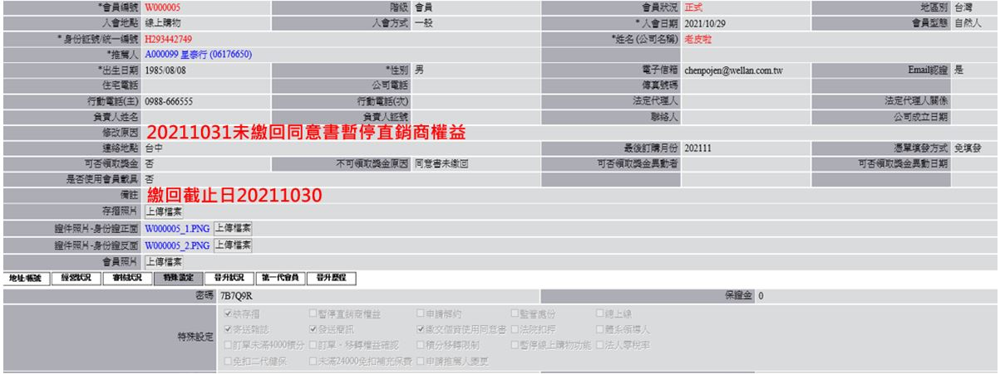 *會員編號 W000005 階級 會員 會員狀況 正式 地區別 台灣
入會地點 線上購物 入會方式 一般 *入會日期 2021/10/29 會員型態 自然人
*身份証號/統一編號 H293442749 *姓名(公司名稱) 老皮啦
*推薦人 A000099 星泰行 (06176650)
*出生日期 1985/08/08 *性別 男 電子信箱 chenpojen@wellan.com.tw Email認證 是
住宅電話 公司電話 傳真號碼
行動電話(主) 0988-666555 行動電話(次) 法定代理人 法定代理人關係
負責人姓名 負責人証號 聯絡人 公司成立日期
修改原因 20211031未繳回同意書暫停直銷商權益
連絡地點 台中 最後訂購月份 202111 憑單填發方式 免填發
可否領取獎金 否 不可領取獎金原因 同意書未繳回 可否領取獎金異動者 可否領取獎金異動日期
是否使用會員載具 否
備註 繳回截止日20211030
存摺照片 上傳檔案
證件照片-身份證正面 W000005_1.PNG 上傳檔案
證件照片-身份證反面 W000005_2.PNG 上傳檔案
會員照片 上傳檔案
地址/帳號 經營狀況 審核狀況 特殊設定 晉升狀況 第一代會員 晉升歷程
密碼 7B7Q9R 保證金 0
特殊設定
缺存摺 暫停直銷商權益 申請解約 監管處份 總上線
寄送雜誌 發送簡訊 繳交個資使用同意書 法院扣押 體系領導人
訂單未滿4000積分 訂單、移轉權益確認 積分移轉限制 暫停線上購物功能 法人零稅率
免扣二代健保 未滿24000免扣補充保費 申請推薦人變更